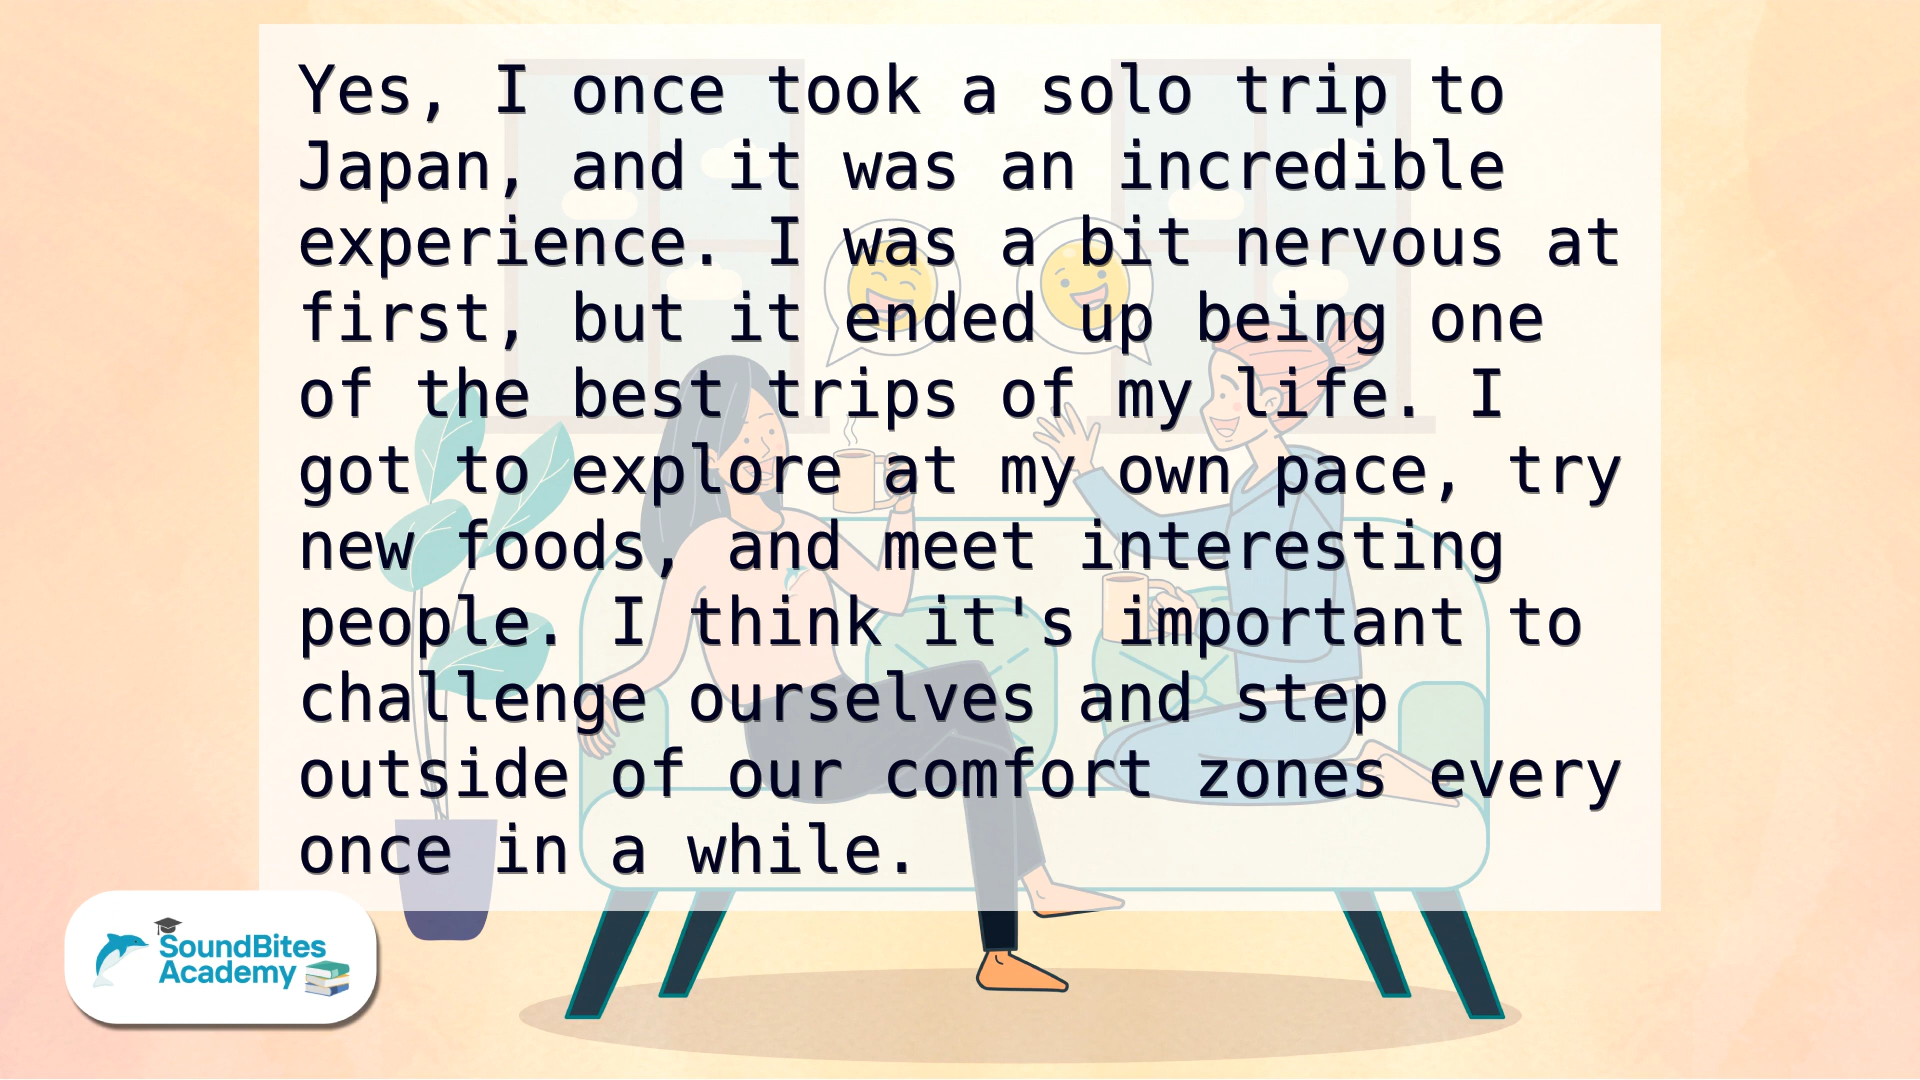 Yes, I once took a solo trip to
Japan, and it was an incredible
experience. I was a bit nervous at
first, but it ended up being one
of the best trips of my life. I
got to explore at my own pace, try
new foods, and meet interesting
people. I think it's important to
challenge ourselves and step
outside of our comfort zones every
once in a while.
SoundBites
Academy